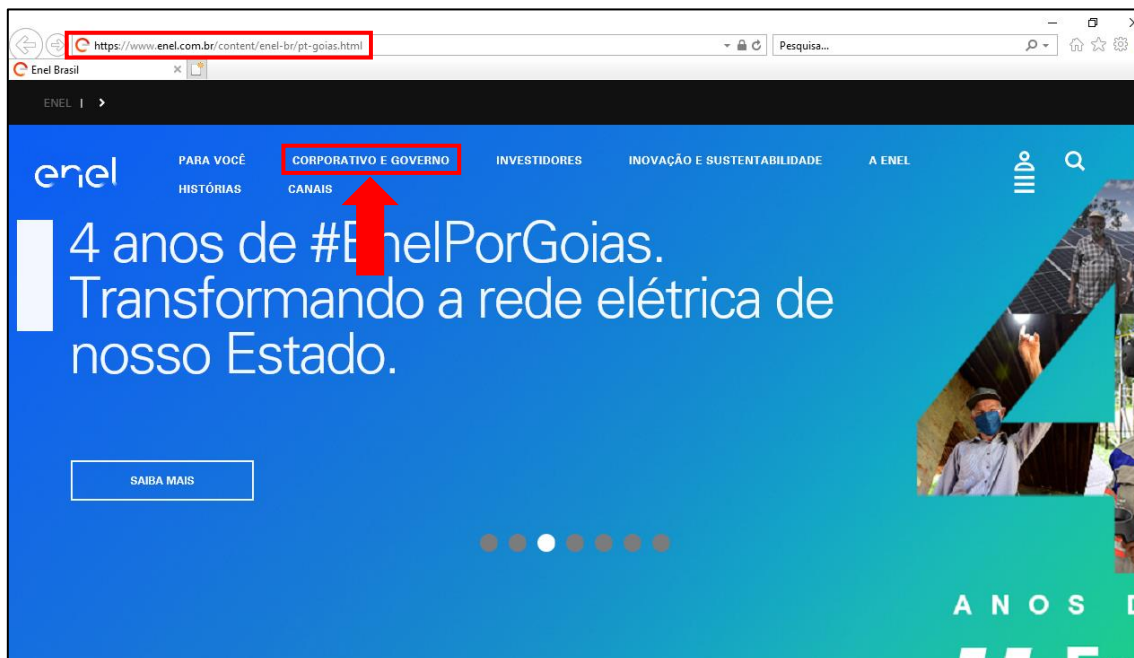 https://www.enel.com.br/content/enel-br/pt-goias.html
Pesquisa...
Enel Brasil
ENEL
enel
PARA VOCÊ CORPORATIVO E GOVERNO INVESTIDORES INOVAÇÃO E SUSTENTABILIDADE A ENEL
HISTÓRIAS CANAIS
4 anos de #EnelPorGoias.
Transformando a rede elétrica de
nosso Estado.
SAIBA MAIS
ANOS